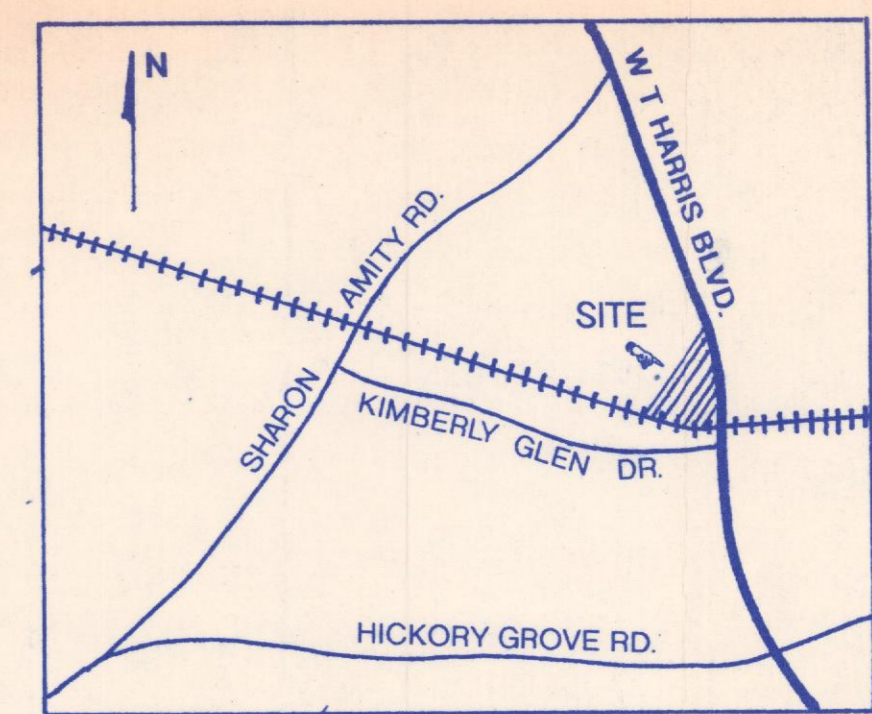 N
W T HARRIS BLVD.
SHARON AMITY RD.
SITE
KIMBERLY GLEN DR.
HICKORY GROVE RD.